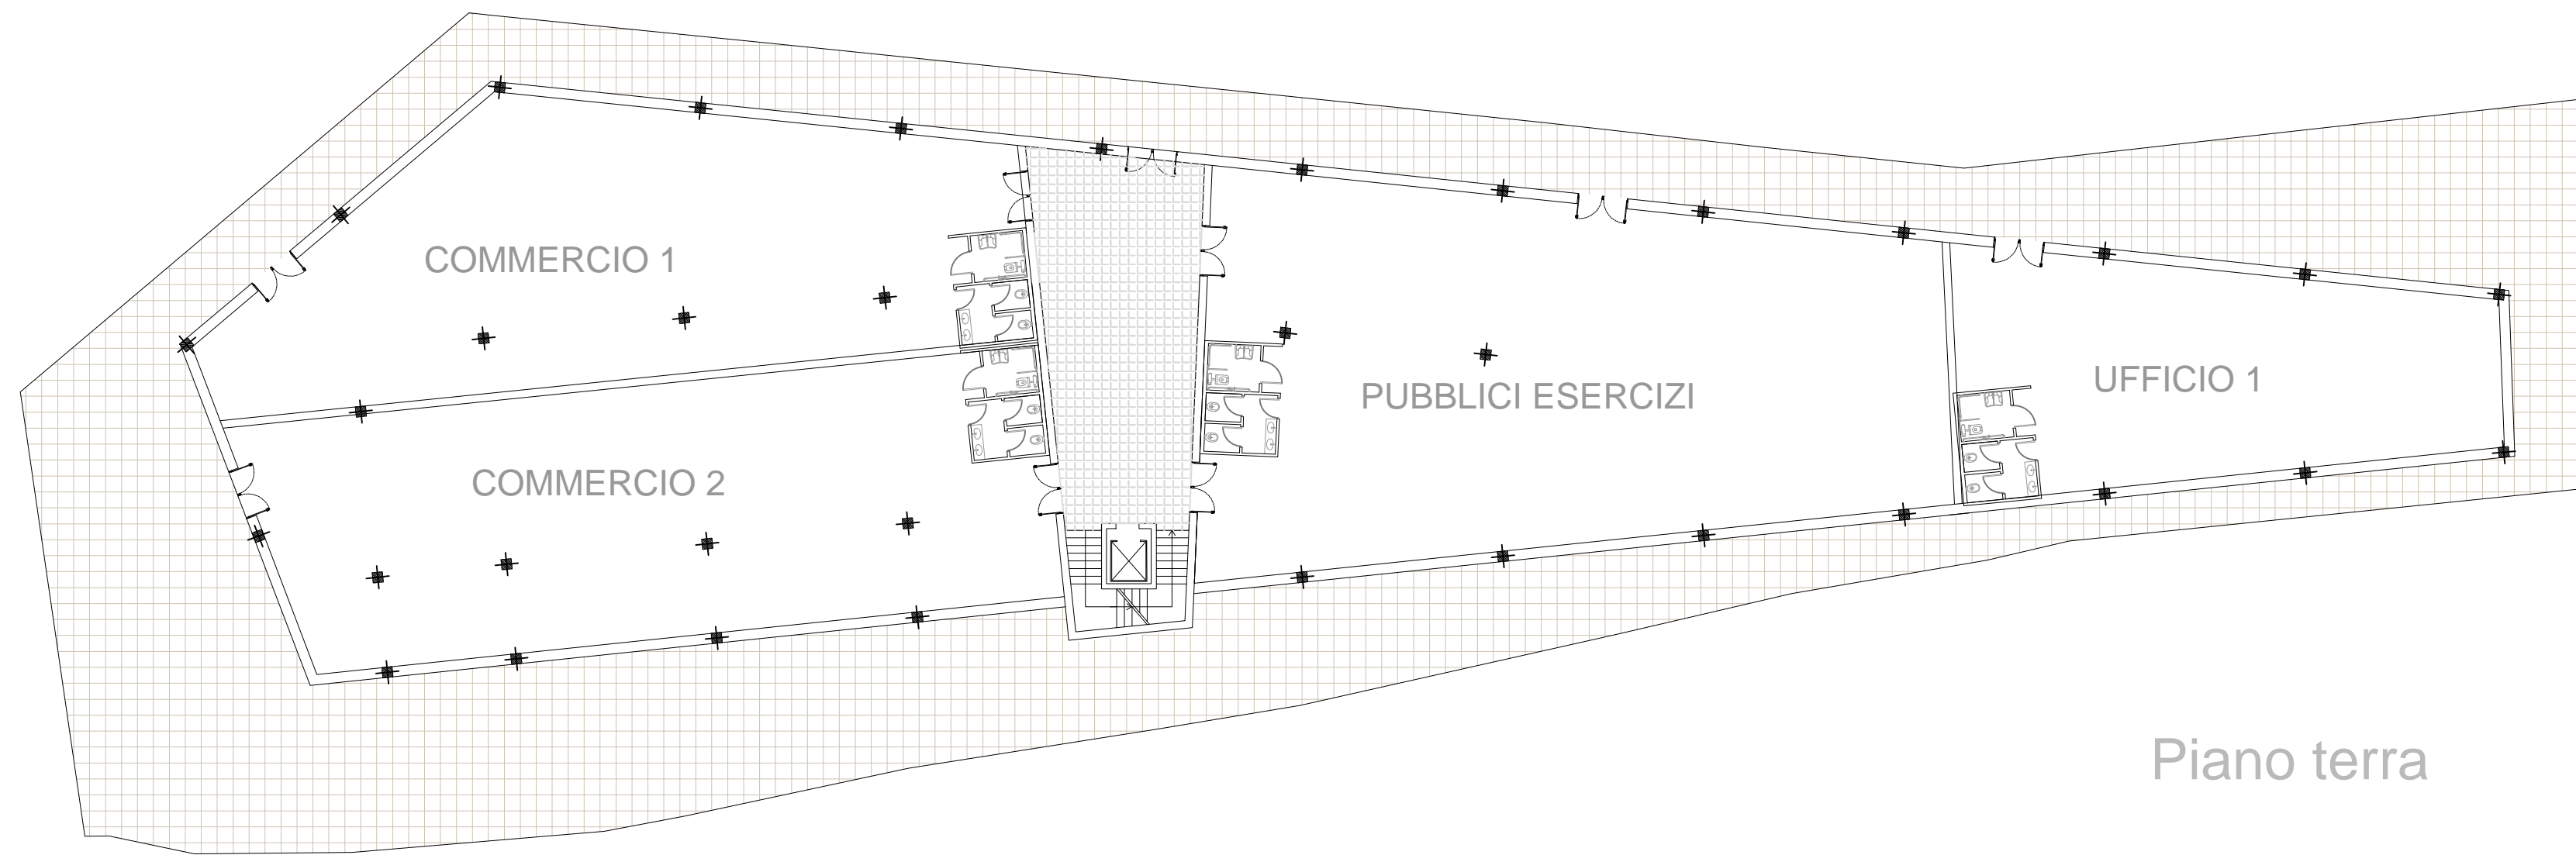 COMMERCIO 1
COMMERCIO 2
PUBBLICI ESERCIZI
UFFICIO 1
Piano terra